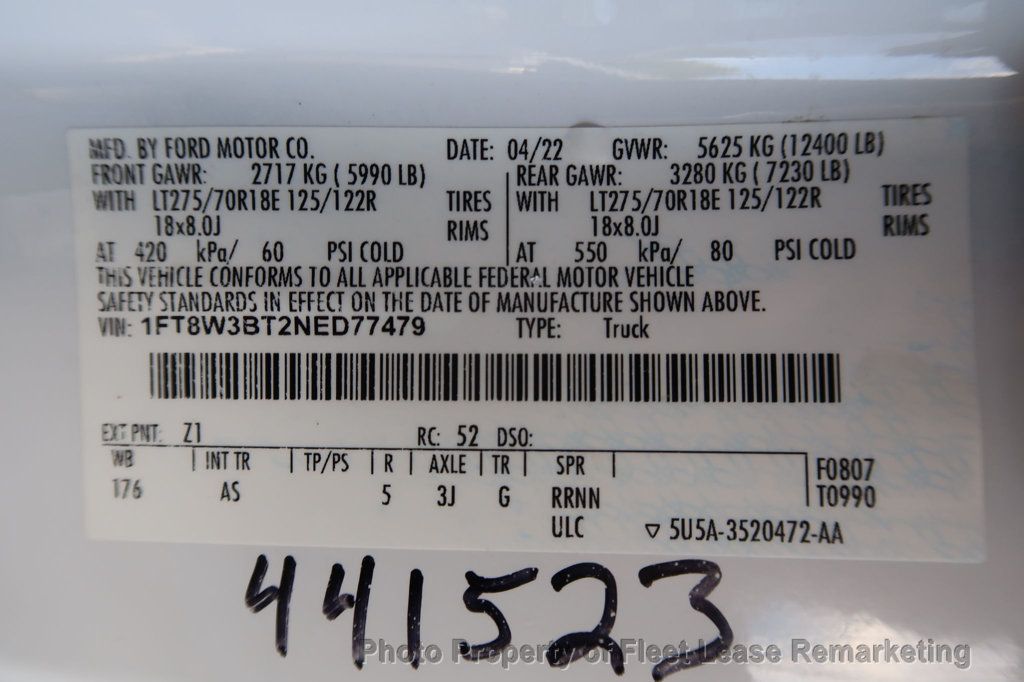 MFD. BY FORD MOTOR CO. DATE: 04/22 GVWR: 5625 KG (12400 LB)
FRONT GAWR: 2717 KG ( 5990 LB) REAR GAWR: 3280 KG ( 7230 LB)
WITH LT275/70R18E 125/122R TIRES WITH LT275/70R18E 125/122R TIRES
18x8.0J RIMS 18x8.0J RIMS
AT 420 kPa/ 60 PSI COLD AT 550 kPa/ 80 PSI COLD
THIS VEHICLE CONFORMS TO ALL APPLICABLE FEDERAL MOTOR VEHICLE
SAFETY STANDARDS IN EFFECT ON THE DATE OF MANUFACTURE SHOWN ABOVE.
VIN: 1FT8W3BT2NED77479 TYPE: Truck
EXT PNT: Z1 RC: 52 DSO:
WB INT TR TP/PS R AXLE TR SPR F0807
176 AS 5 3J G RRNN T0990
ULC ▽ 5U5A-3520472-AA
441523
Photo Property of Fleet Lease Remarketing